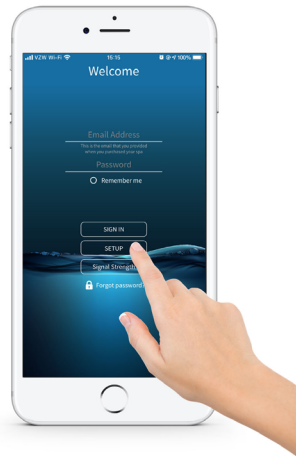 VZW Wi-Fi 15:15 100%
Welcome
Email Address
This is the email that you provided
when you purchased your spa
Password
Remember me
SIGN IN
SETUP
Signal Strength
Forgot password?